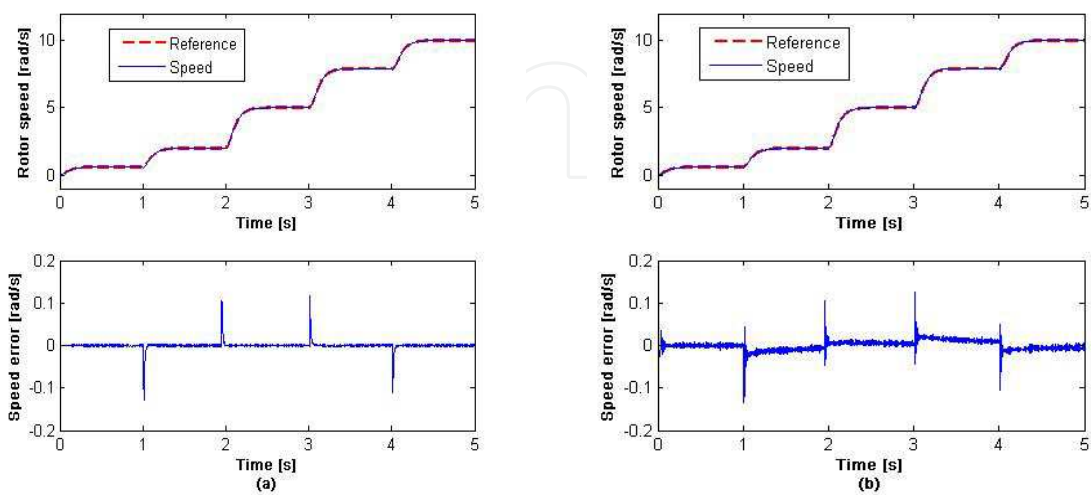 Rotor speed [rad/s]
10
5
0
Reference
Speed
0 1 2 3 4 5
Time [s]
Speed error [rad/s]
0.2
0.1
0
-0.1
-0.2
0 1 2 3 4 5
Time [s]
(a)
Rotor speed [rad/s]
10
5
0
Reference
Speed
0 1 2 3 4 5
Time [s]
Speed error [rad/s]
0.2
0.1
0
-0.1
-0.2
0 1 2 3 4 5
Time [s]
(b)